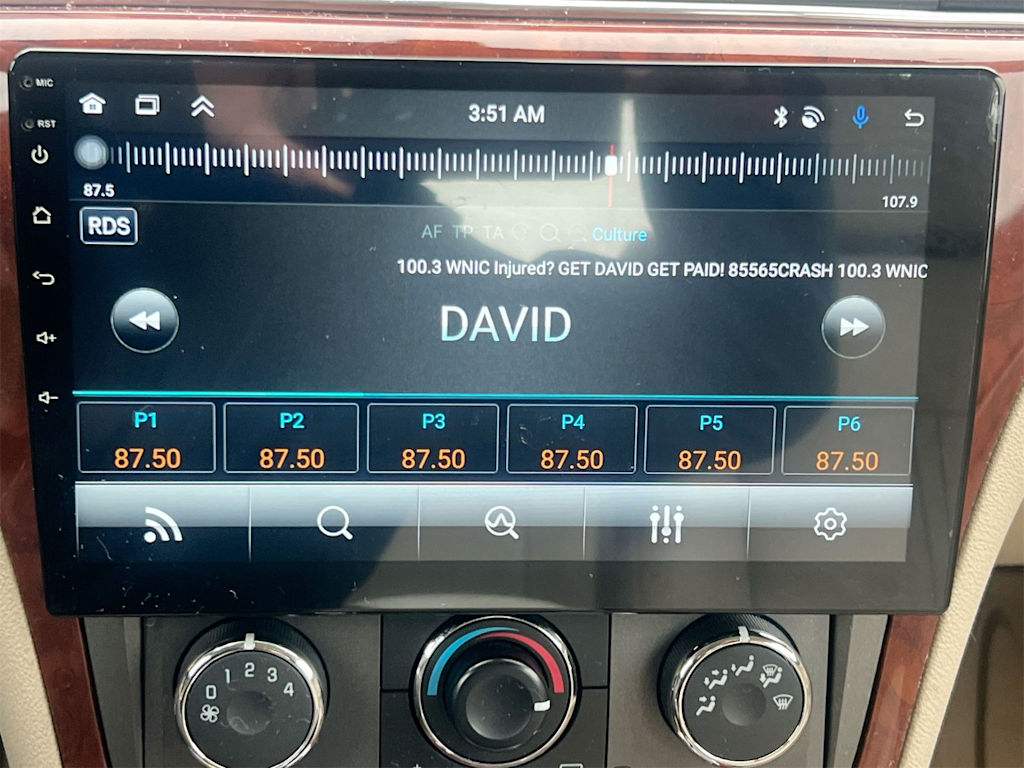 MIC
3:51 AM
RST
87.5
107.9
RDS
AF TP TA Culture
100.3 WNIC Injured? GET DAVID GET PAID! 85565CRASH 100.3 WNIC
DAVID
P1 P2 P3 P4 P5 P6
87.50 87.50 87.50 87.50 87.50 87.50
0 1 2 3 4